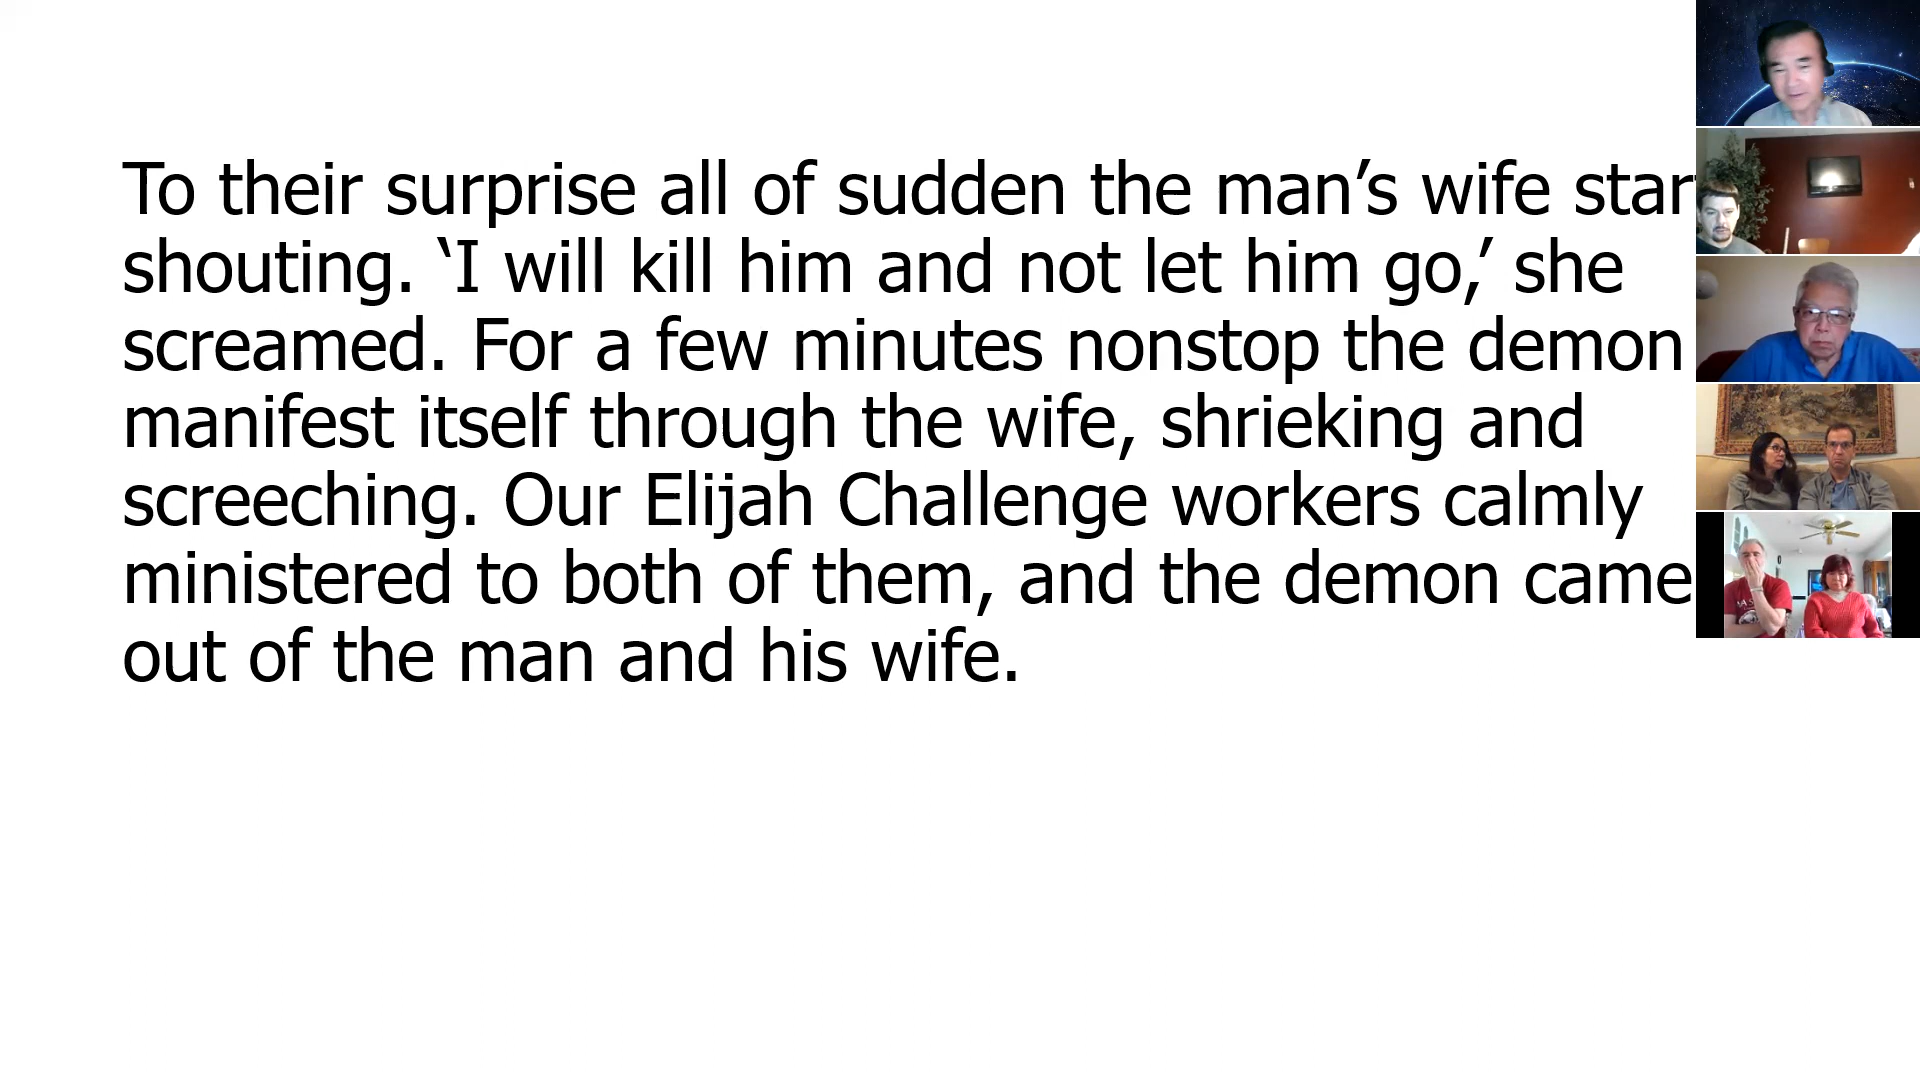 To their surprise all of sudden the man’s wife star
shouting. ‘I will kill him and not let him go,’ she
screamed. For a few minutes nonstop the demon
manifest itself through the wife, shrieking and
screeching. Our Elijah Challenge workers calmly
ministered to both of them, and the demon came
out of the man and his wife.